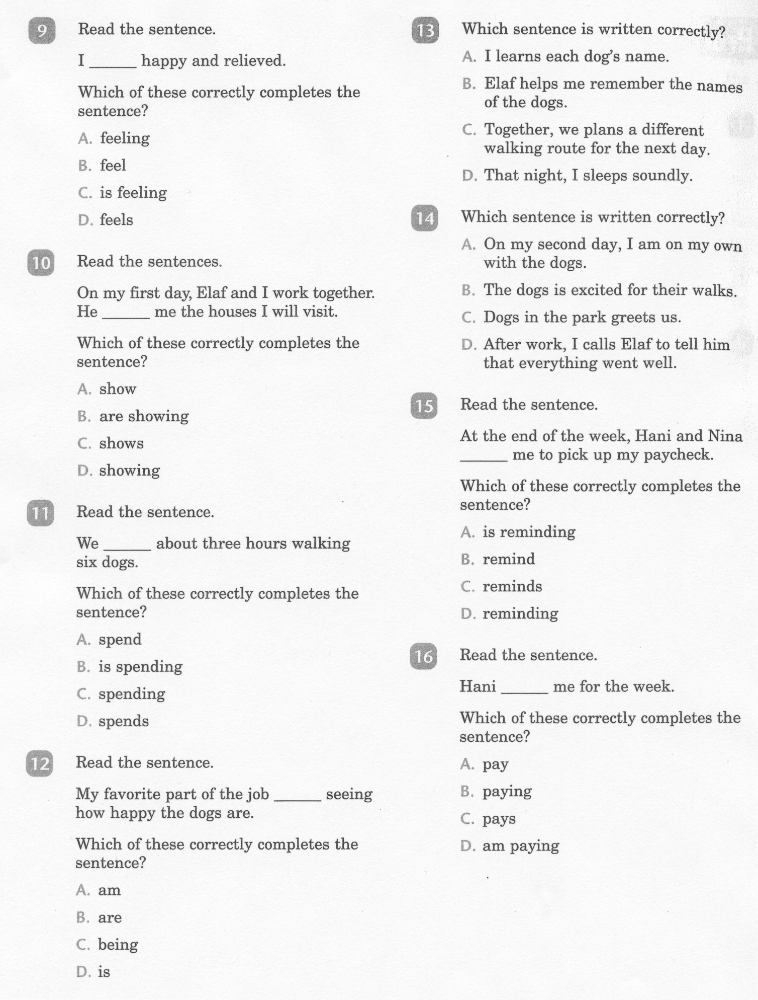 9 Read the sentence.
I ______ happy and relieved.
Which of these correctly completes the
sentence?
A. feeling
B. feel
C. is feeling
D. feels
10 Read the sentences.
On my first day, Elaf and I work together.
He ______ me the houses I will visit.
Which of these correctly completes the
sentence?
A. show
B. are showing
C. shows
D. showing
11 Read the sentence.
We ______ about three hours walking
six dogs.
Which of these correctly completes the
sentence?
A. spend
B. is spending
C. spending
D. spends
12 Read the sentence.
My favorite part of the job ______ seeing
how happy the dogs are.
Which of these correctly completes the
sentence?
A. am
B. are
C. being
D. is
13 Which sentence is written correctly?
A. I learns each dog’s name.
B. Elaf helps me remember the names
of the dogs.
C. Together, we plans a different
walking route for the next day.
D. That night, I sleeps soundly.
14 Which sentence is written correctly?
A. On my second day, I am on my own
with the dogs.
B. The dogs is excited for their walks.
C. Dogs in the park greets us.
D. After work, I calls Elaf to tell him
that everything went well.
15 Read the sentence.
At the end of the week, Hani and Nina
______ me to pick up my paycheck.
Which of these correctly completes the
sentence?
A. is reminding
B. remind
C. reminds
D. reminding
16 Read the sentence.
Hani ______ me for the week.
Which of these correctly completes the
sentence?
A. pay
B. paying
C. pays
D. am paying